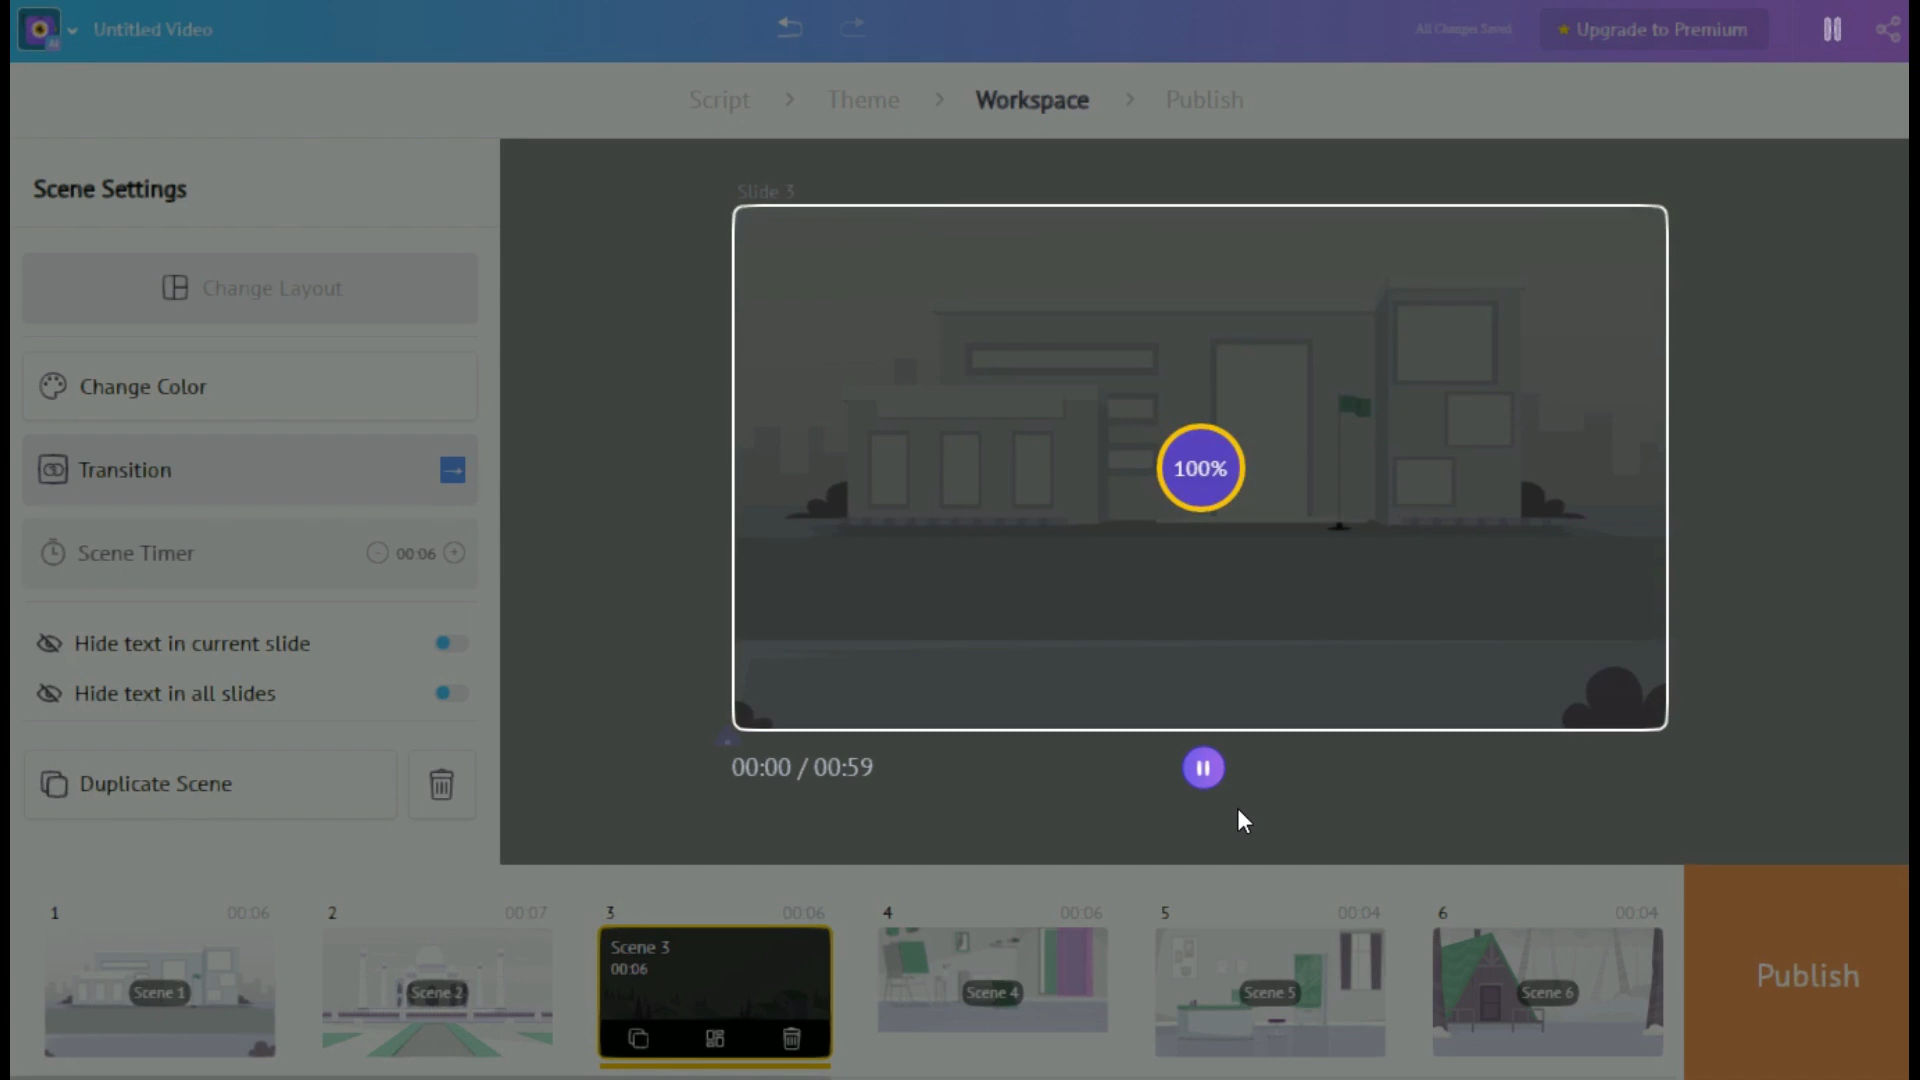 Untitled Video
All Changes Saved
Upgrade to Premium
Script > Theme > Workspace > Publish
Scene Settings
Slide 3
Change Layout
Change Color
Transition
Scene Timer
00:06
Hide text in current slide
Hide text in all slides
Duplicate Scene
100%
00:00 / 00:59
1 00:06
2 00:07
3 00:06
4 00:06
5 00:04
6 00:04
Scene 1
Scene 2
Scene 3
00:06
Scene 4
Scene 5
Scene 6
Publish